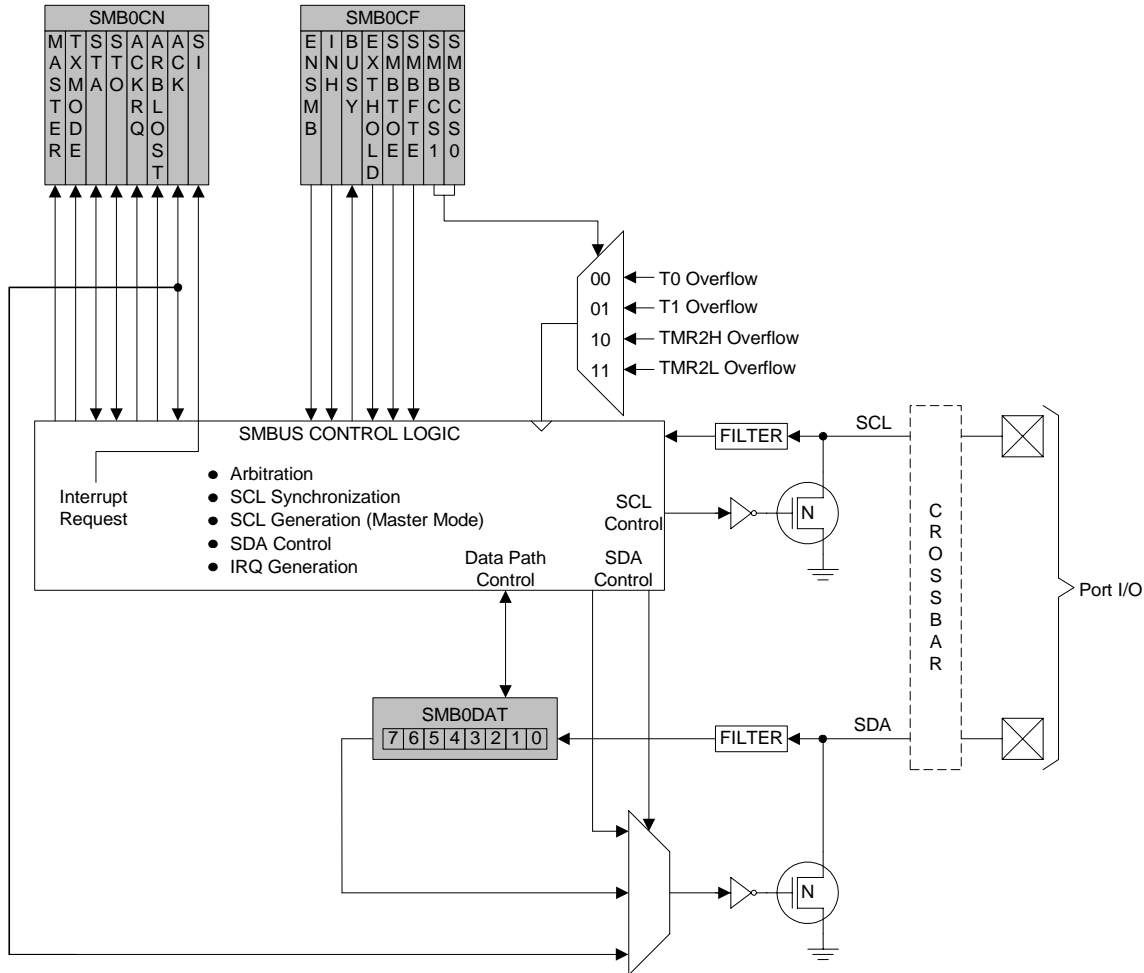 SMB0CN
MASTER
TXMODE
STA
STO
ACKRQ
ARBLOST
ACK
SI
SMB0CF
ENSMB
INH
BUSY
EXTHOLD
SMBTOE
SMBFTE
SMBCS1
SMBCS0
00
T0 Overflow
01
T1 Overflow
10
TMR2H Overflow
11
TMR2L Overflow
SMBUS CONTROL LOGIC
Interrupt
Request
● Arbitration
● SCL Synchronization
● SCL Generation (Master Mode)
● SDA Control
● IRQ Generation
SCL
Control
Data Path
Control
SDA
Control
FILTER
SCL
N
CROSSBAR
Port I/O
SMB0DAT
7 6 5 4 3 2 1 0
FILTER
SDA
N